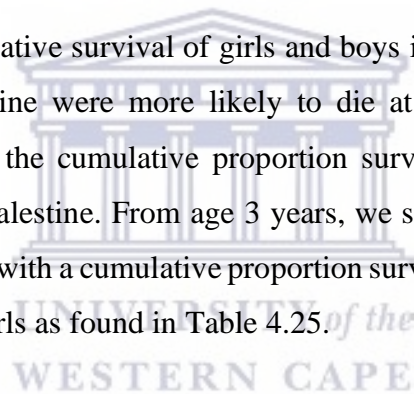 ative survival of girls and boys i
ine were more likely to die at
the cumulative proportion surv
alestine. From age 3 years, we s
with a cumulative proportion surv
rls as found in Table 4.25.
UNIVERSITY of the
WESTERN CAPE